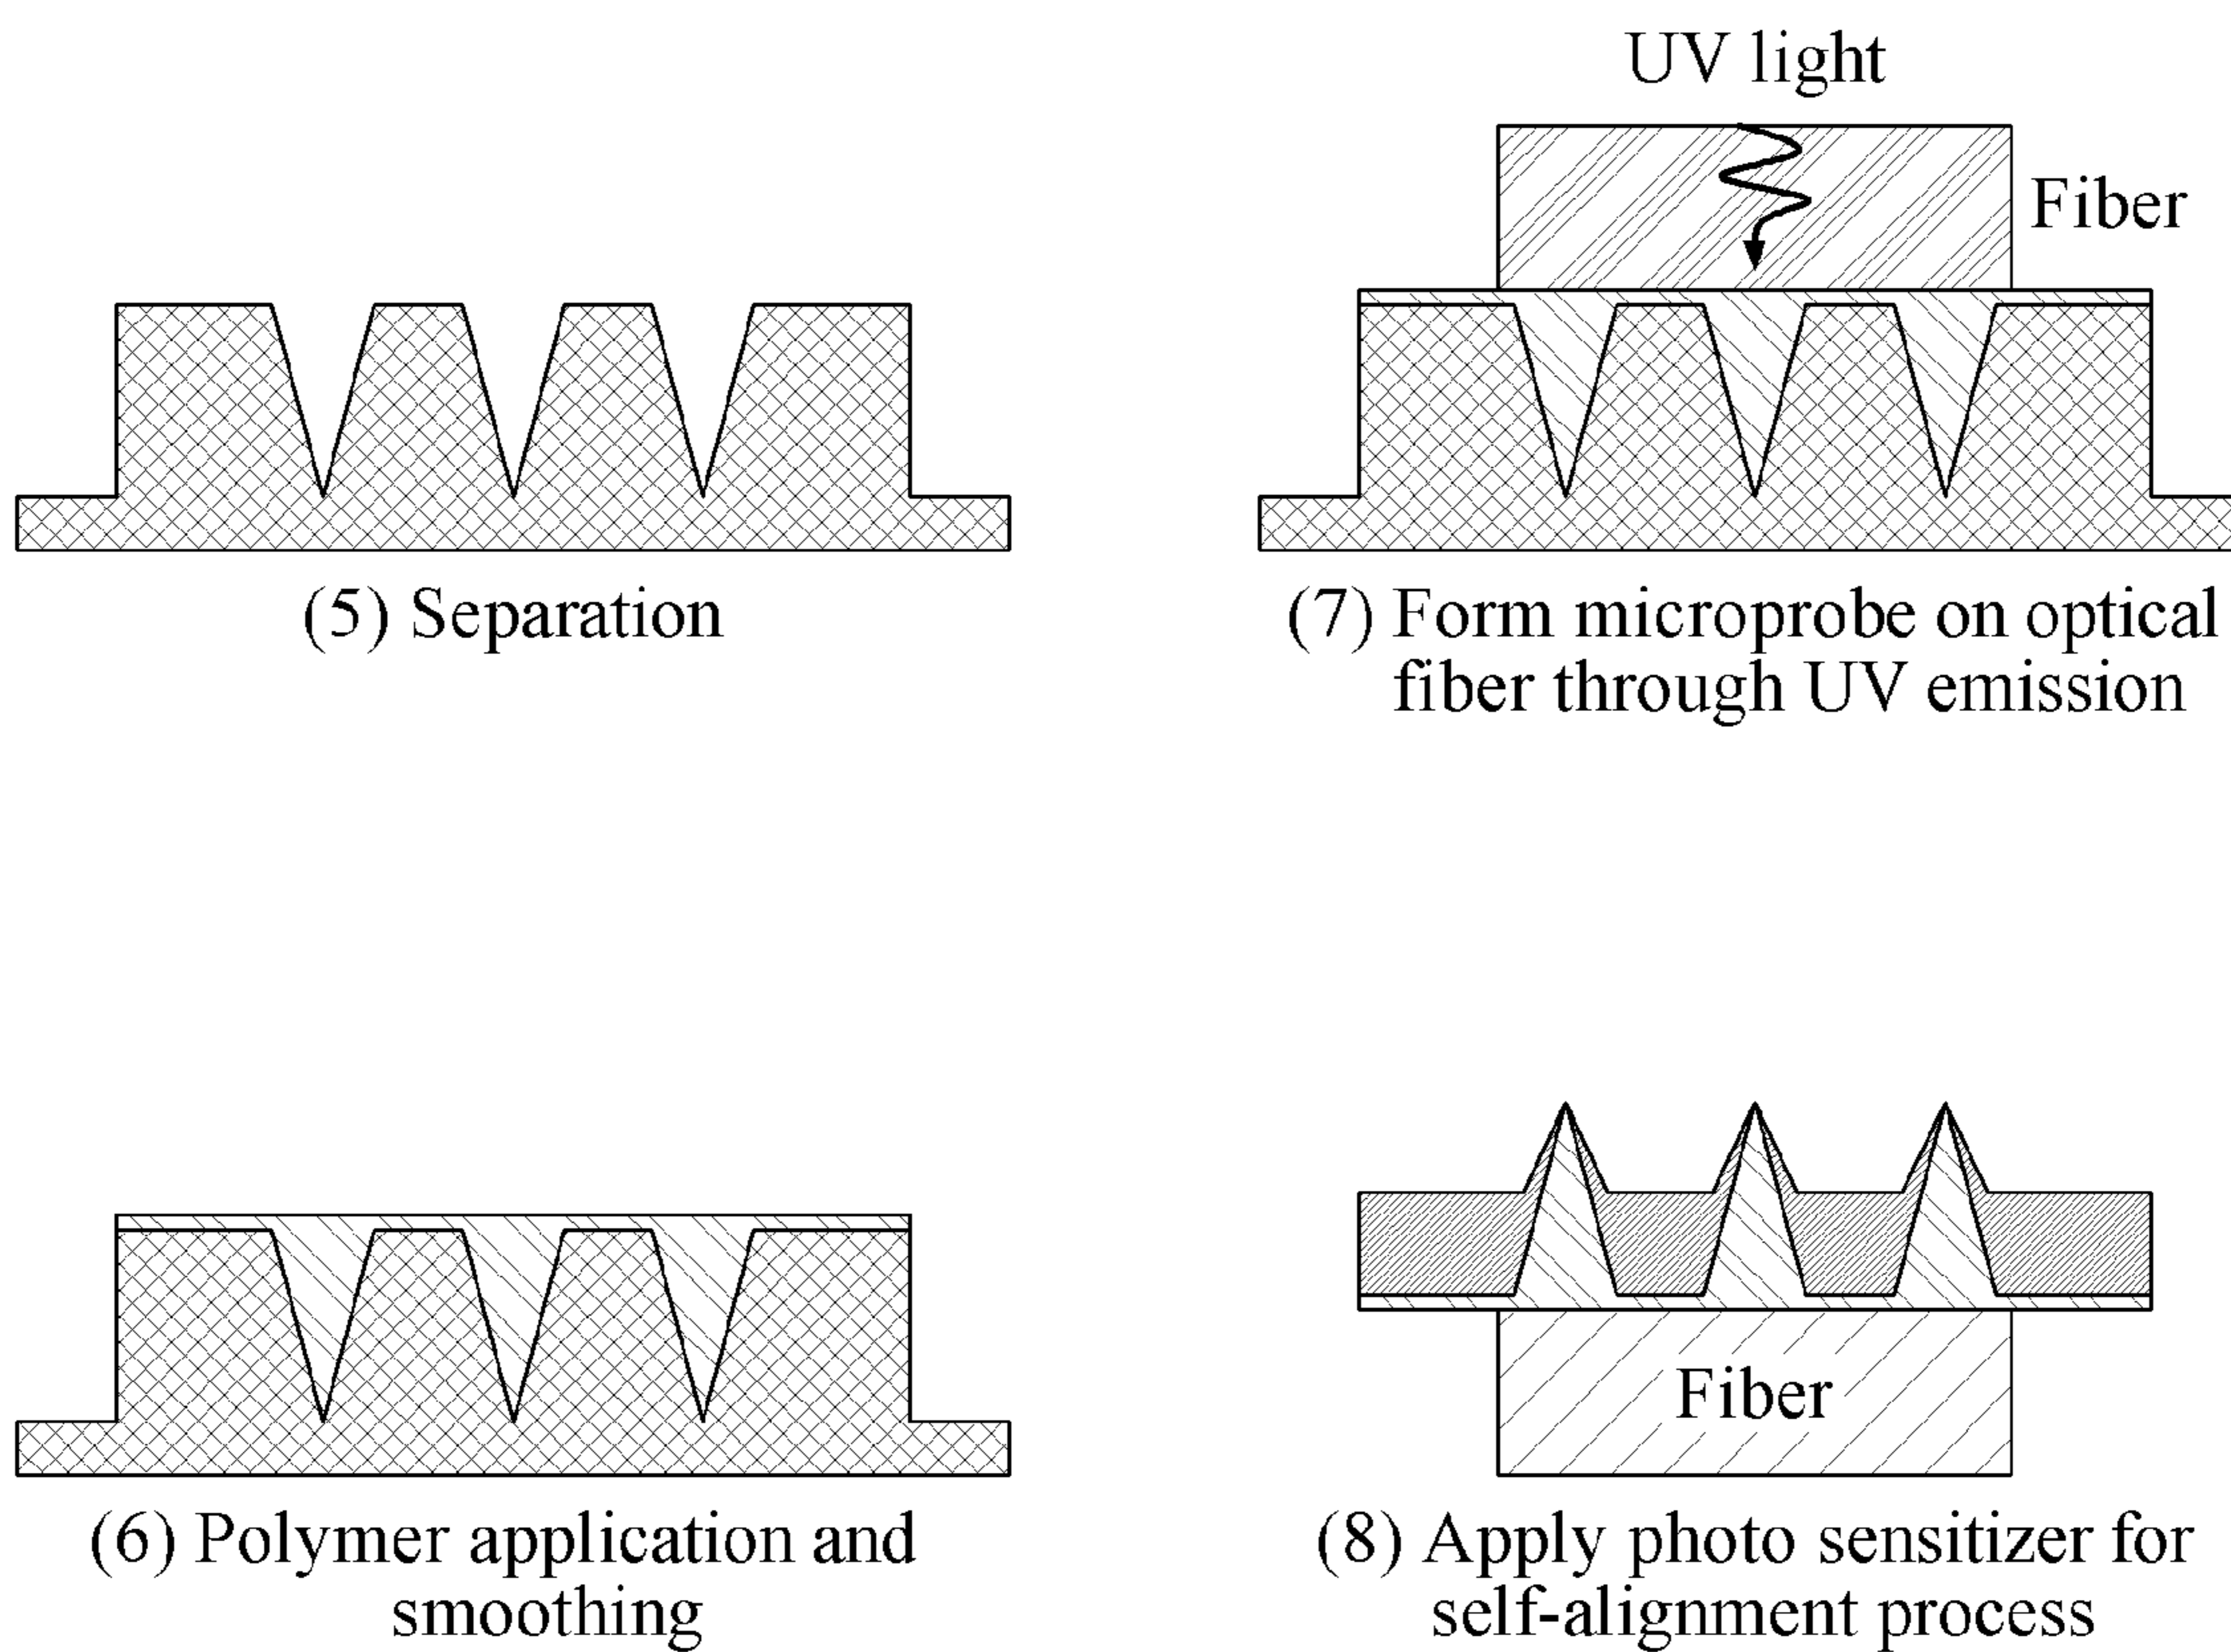 (5) Separation
(6) Polymer application and
smoothing
UV light
Fiber
(7) Form microprobe on optical
fiber through UV emission
Fiber
(8) Apply photo sensitizer for
self-alignment process